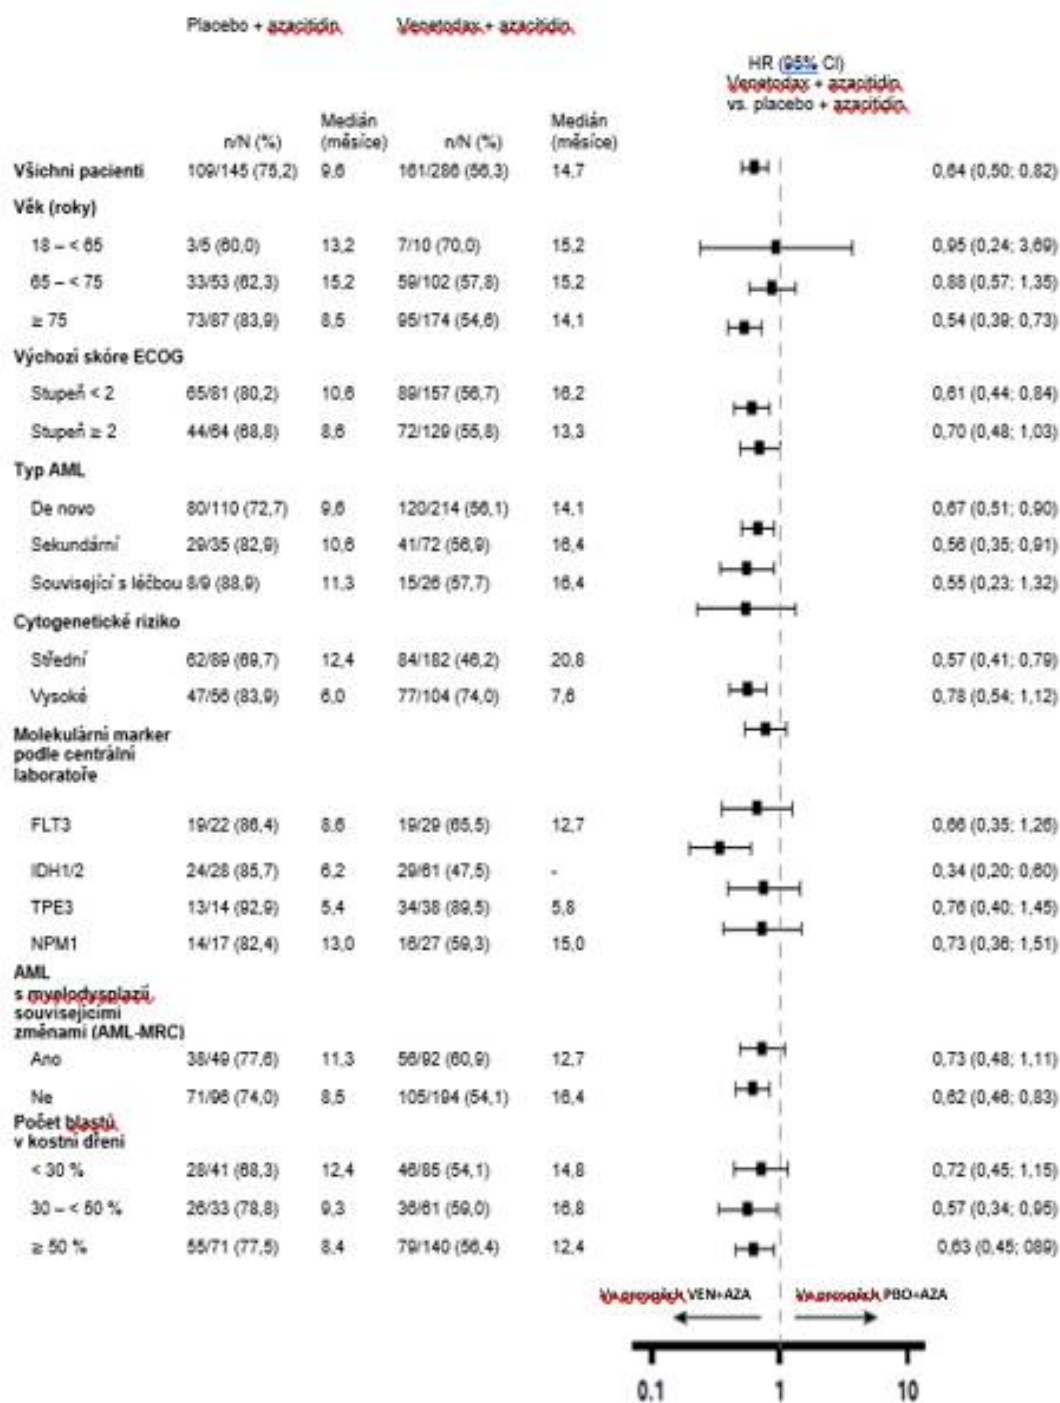 Placebo + azacitidin Venetodax + azacitidin
HR (95% CI)
Venetodax + azacitidin
vs. placebo + azacitidin
n/N (%) Medián (měsíce) n/N (%) Medián (měsíce)
Všichni pacienti 109/145 (75,2) 9,6 161/286 (56,3) 14,7 0,64 (0,50; 0,82)
Věk (roky)
18 – < 65 3/5 (60,0) 13,2 7/10 (70,0) 15,2 0,95 (0,24; 3,69)
65 – < 75 33/53 (62,3) 15,2 59/102 (57,8) 15,2 0,88 (0,57; 1,35)
≥ 75 73/87 (83,9) 8,5 95/174 (54,6) 14,1 0,54 (0,39; 0,73)
Výchozí skóre ECOG
Stupeň < 2 65/81 (80,2) 10,6 89/157 (56,7) 16,2 0,61 (0,44; 0,84)
Stupeň ≥ 2 44/64 (68,8) 8,6 72/129 (55,8) 13,3 0,70 (0,48; 1,03)
Typ AML
De novo 80/110 (72,7) 9,6 120/214 (56,1) 14,1 0,67 (0,51; 0,90)
Sekundární 29/35 (82,9) 10,6 41/72 (56,9) 16,4 0,56 (0,35; 0,91)
Související s léčbou 8/9 (88,9) 11,3 15/26 (57,7) 16,4 0,55 (0,23; 1,32)
Cytogenetické riziko
Střední 62/89 (69,7) 12,4 84/182 (46,2) 20,8 0,57 (0,41; 0,79)
Vysoké 47/56 (83,9) 6,0 77/104 (74,0) 7,6 0,78 (0,54; 1,12)
Molekulární marker
podle centrální
laboratoře
FLT3 19/22 (86,4) 8,6 19/29 (65,5) 12,7 0,66 (0,35; 1,26)
IDH1/2 24/28 (85,7) 6,2 29/61 (47,5) - 0,34 (0,20; 0,60)
TPE3 13/14 (92,9) 5,4 34/38 (89,5) 5,8 0,76 (0,40; 1,45)
NPM1 14/17 (82,4) 13,0 16/27 (59,3) 15,0 0,73 (0,36; 1,51)
AML
s myelodysplazií
souvisejícími
změnami (AML-MRC)
Ano 38/49 (77,6) 11,3 56/92 (60,9) 12,7 0,73 (0,48; 1,11)
Ne 71/96 (74,0) 8,5 105/194 (54,1) 16,4 0,62 (0,46; 0,83)
Počet blastů
v kostní dřeni
< 30 % 28/41 (68,3) 12,4 46/85 (54,1) 14,8 0,72 (0,45; 1,15)
30 – < 50 % 26/33 (78,8) 9,3 36/61 (59,0) 16,8 0,57 (0,34; 0,95)
≥ 50 % 55/71 (77,5) 8,4 79/140 (56,4) 12,4 0,63 (0,45; 089)
Ve prospěch VEN+AZA Ve prospěch PBO+AZA
0.1 1 10